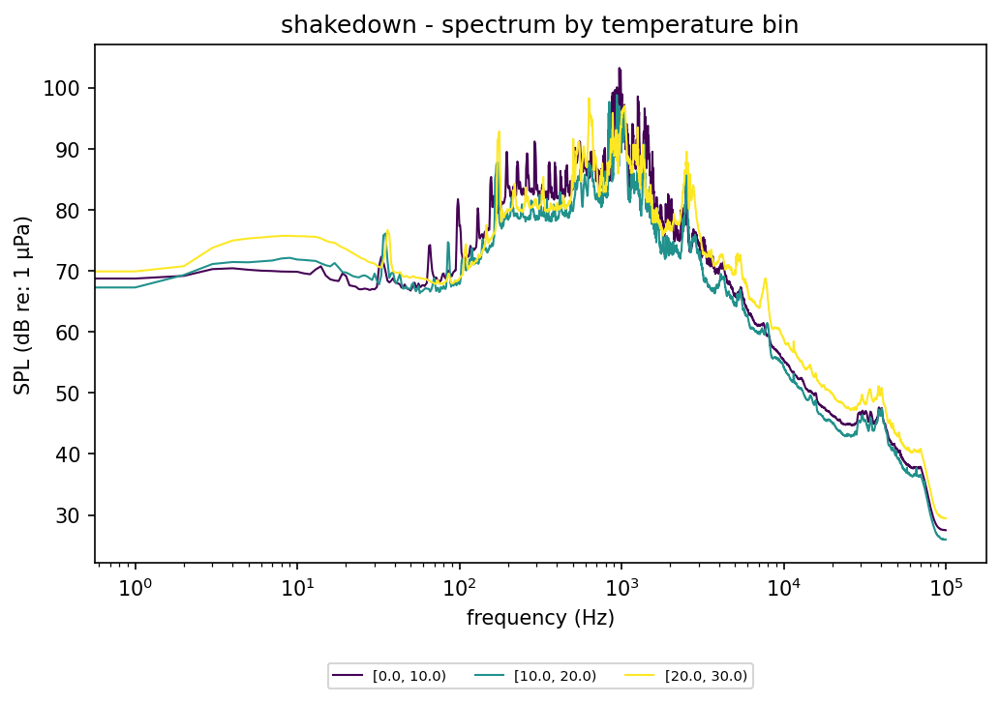 shakedown - spectrum by temperature bin
SPL (dB re: 1 µPa)
100
90
80
70
60
50
40
30
10⁰ 10¹ 10² 10³ 10⁴ 10⁵
frequency (Hz)
[0.0, 10.0) [10.0, 20.0) [20.0, 30.0)